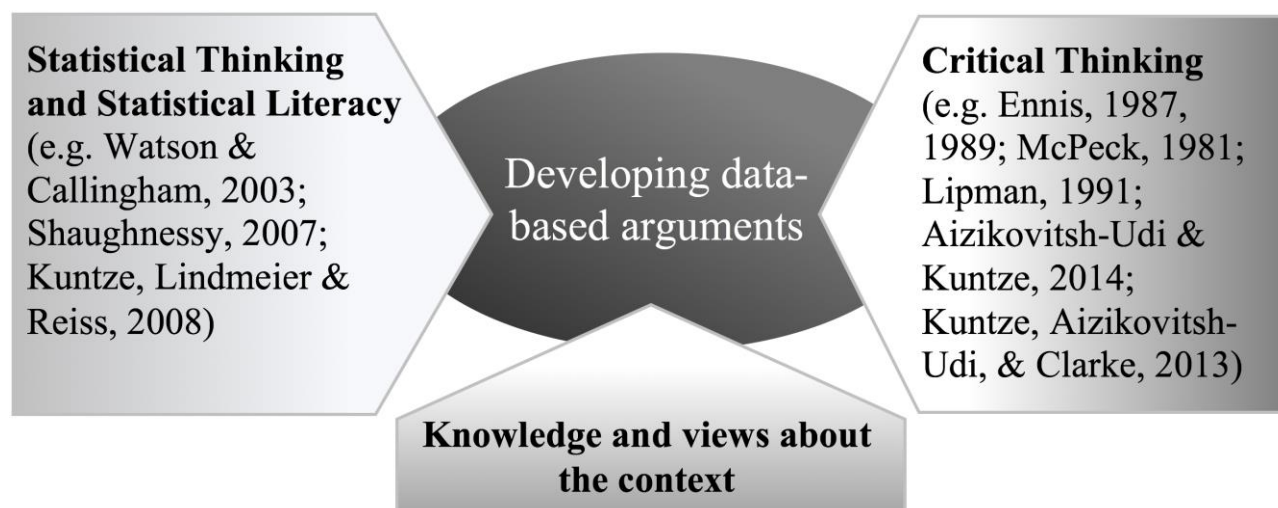 Statistical Thinking
and Statistical Literacy
(e.g. Watson &
Callingham, 2003;
Shaughnessy, 2007;
Kuntze, Lindmeier &
Reiss, 2008)
Developing data-
based arguments
Critical Thinking
(e.g. Ennis, 1987,
1989; McPeck, 1981;
Lipman, 1991;
Aizikovitsh-Udi &
Kuntze, 2014;
Kuntze, Aizikovitsh-
Udi, & Clarke, 2013)
Knowledge and views about
the context